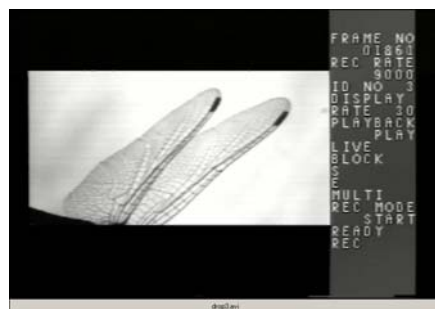 FRAME NO
01860
REC RATE
9000
ID NO 3
DISPLAY
RATE 30
PLAYBACK
PLAY
LIVE
BLOCK
S
E
MULTI
REC MODE
START
READY
REC
drop3.avi